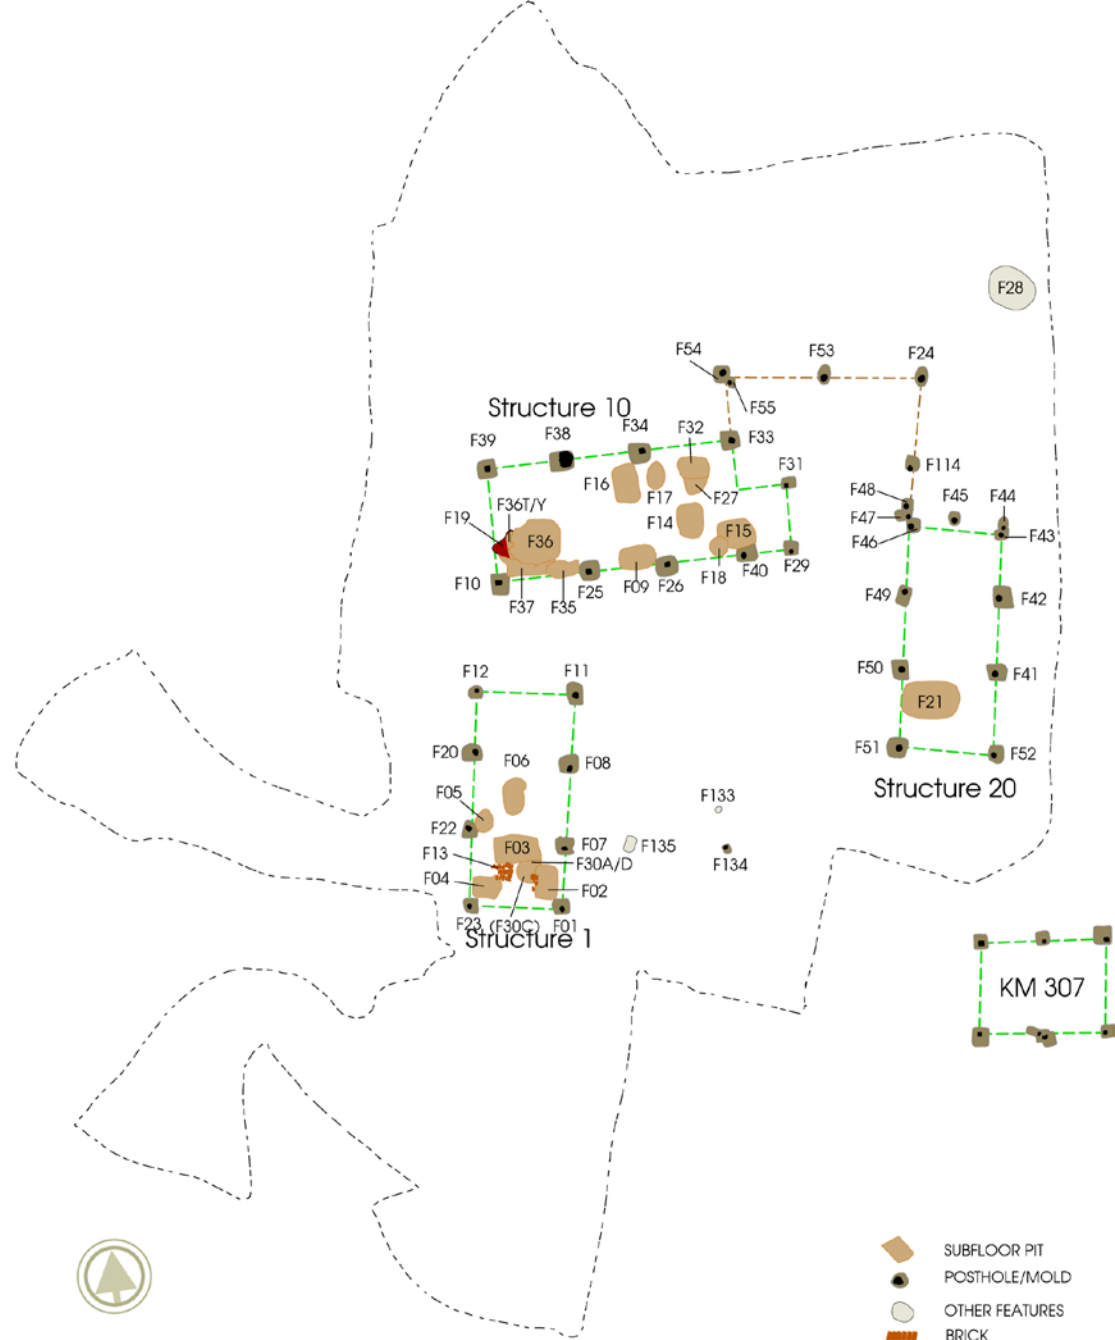 F28
F54
F53
F24
F55
Structure 10
F39
F38
F34
F32
F33
F31
F114
F16
F17
F27
F48
F45
F44
F36T/Y
F19
F14
F15
F47
F36
F46
F43
F10
F37
F35
F25
F09
F26
F18
F40
F29
F49
F42
F12
F11
F50
F41
F21
F20
F06
F08
F51
F52
Structure 20
F05
F133
F22
F03
F07
F135
F134
F13
F30A/D
F04
F02
F23
(F30C)
F01
Structure 1
KM 307
SUBFLOOR PIT
POSTHOLE/MOLD
OTHER FEATURES
BRICK